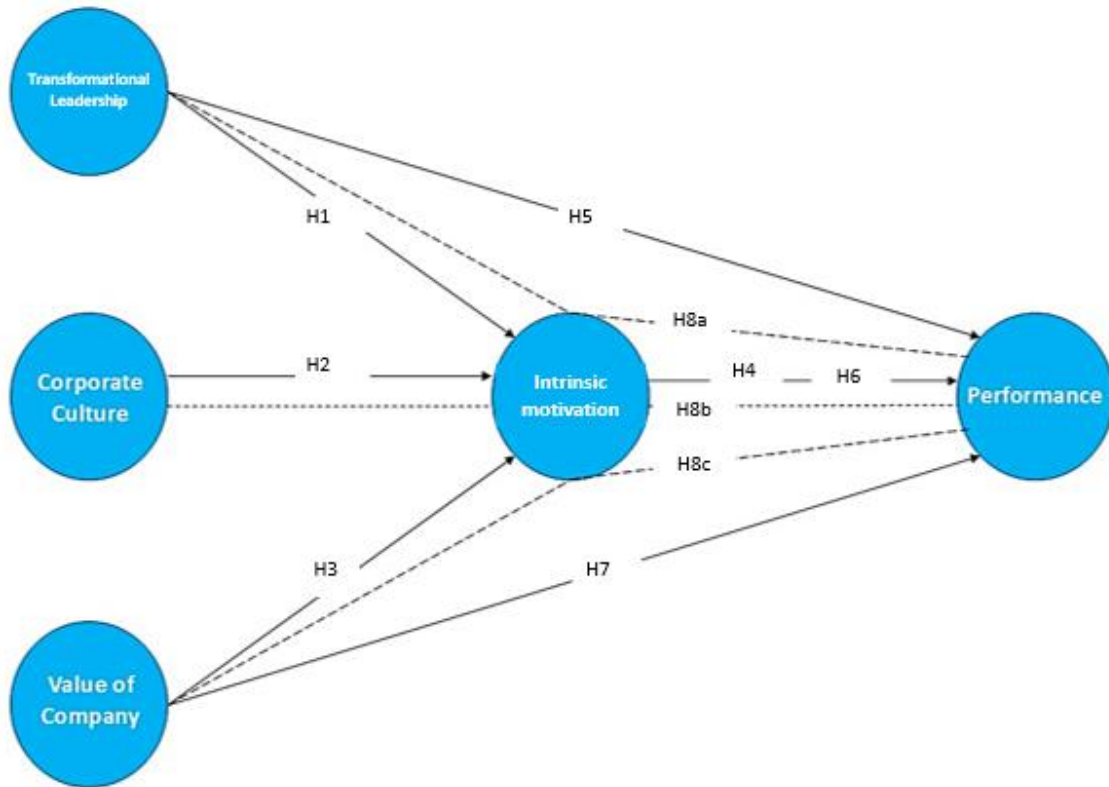 Transformational
Leadership
H1
H5
H8a
H2
H4
H6
Corporate
Culture
Intrinsic
motivation
Performance
H8b
H8c
H3
H7
Value of
Company